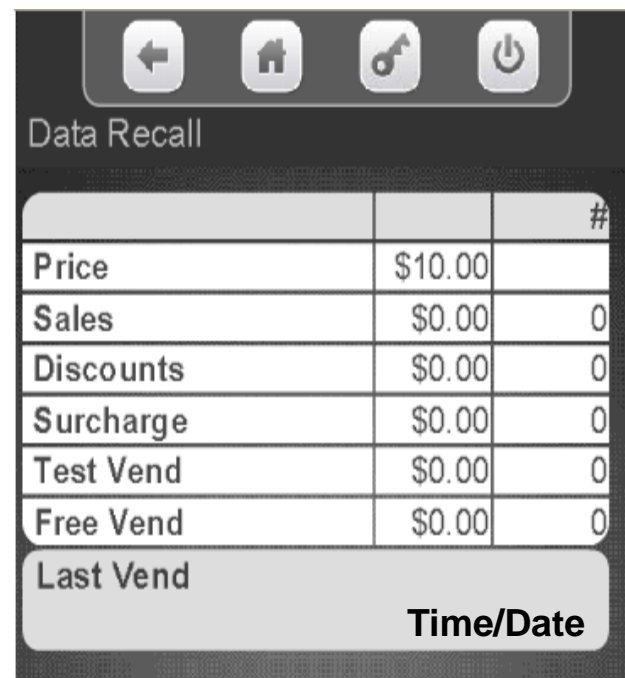 Data Recall
#
Price $10.00
Sales $0.00 0
Discounts $0.00 0
Surcharge $0.00 0
Test Vend $0.00 0
Free Vend $0.00 0
Last Vend
Time/Date